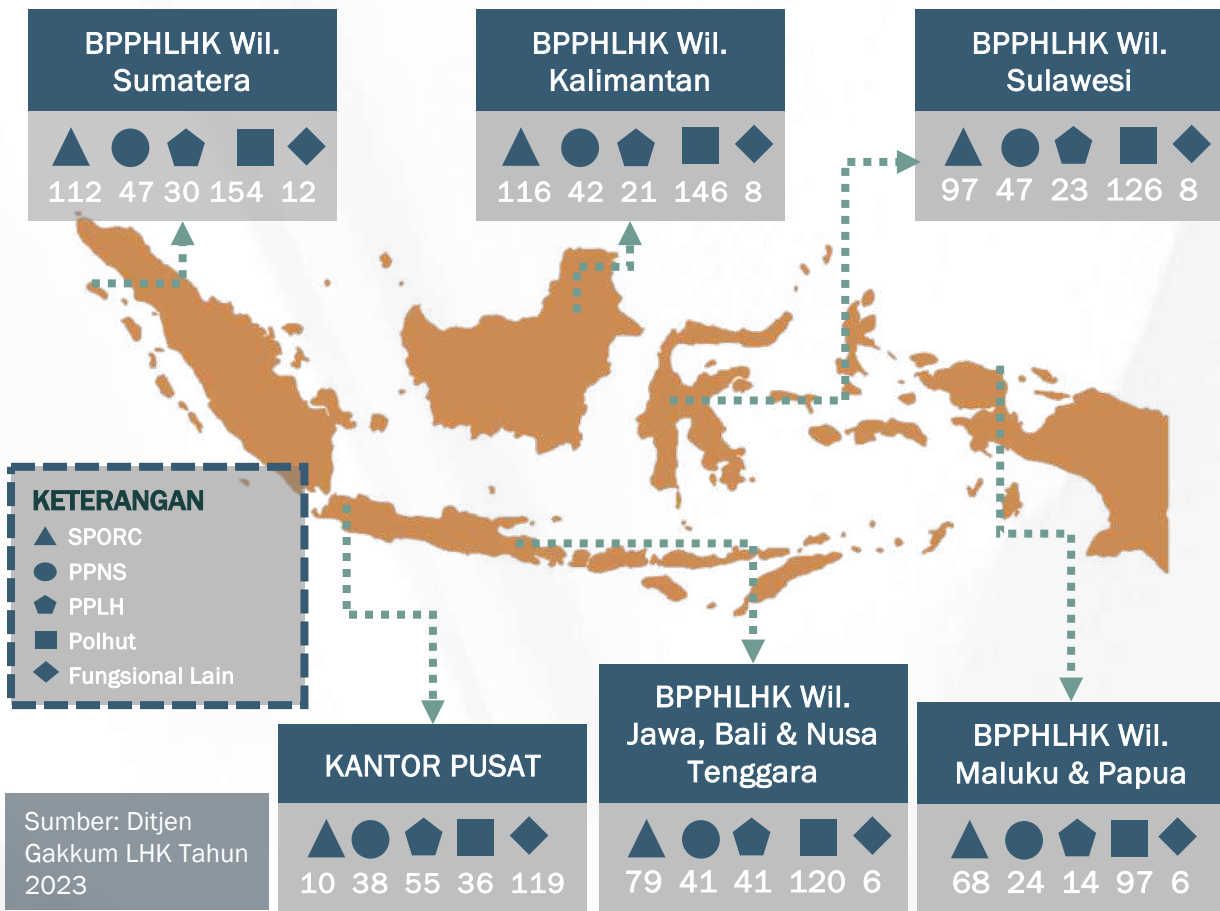 BPPHLHK Wil.
Sumatera
112 47 30 154 12
BPPHLHK Wil.
Kalimantan
116 42 21 146 8
BPPHLHK Wil.
Sulawesi
97 47 23 126 8
KETERANGAN
SPORC
PPNS
PPLH
Polhut
Fungsional Lain
Sumber: Ditjen
Gakkum LHK Tahun
2023
KANTOR PUSAT
10 38 55 36 119
BPPHLHK Wil.
Jawa, Bali & Nusa
Tenggara
79 41 41 120 6
BPPHLHK Wil.
Maluku & Papua
68 24 14 97 6